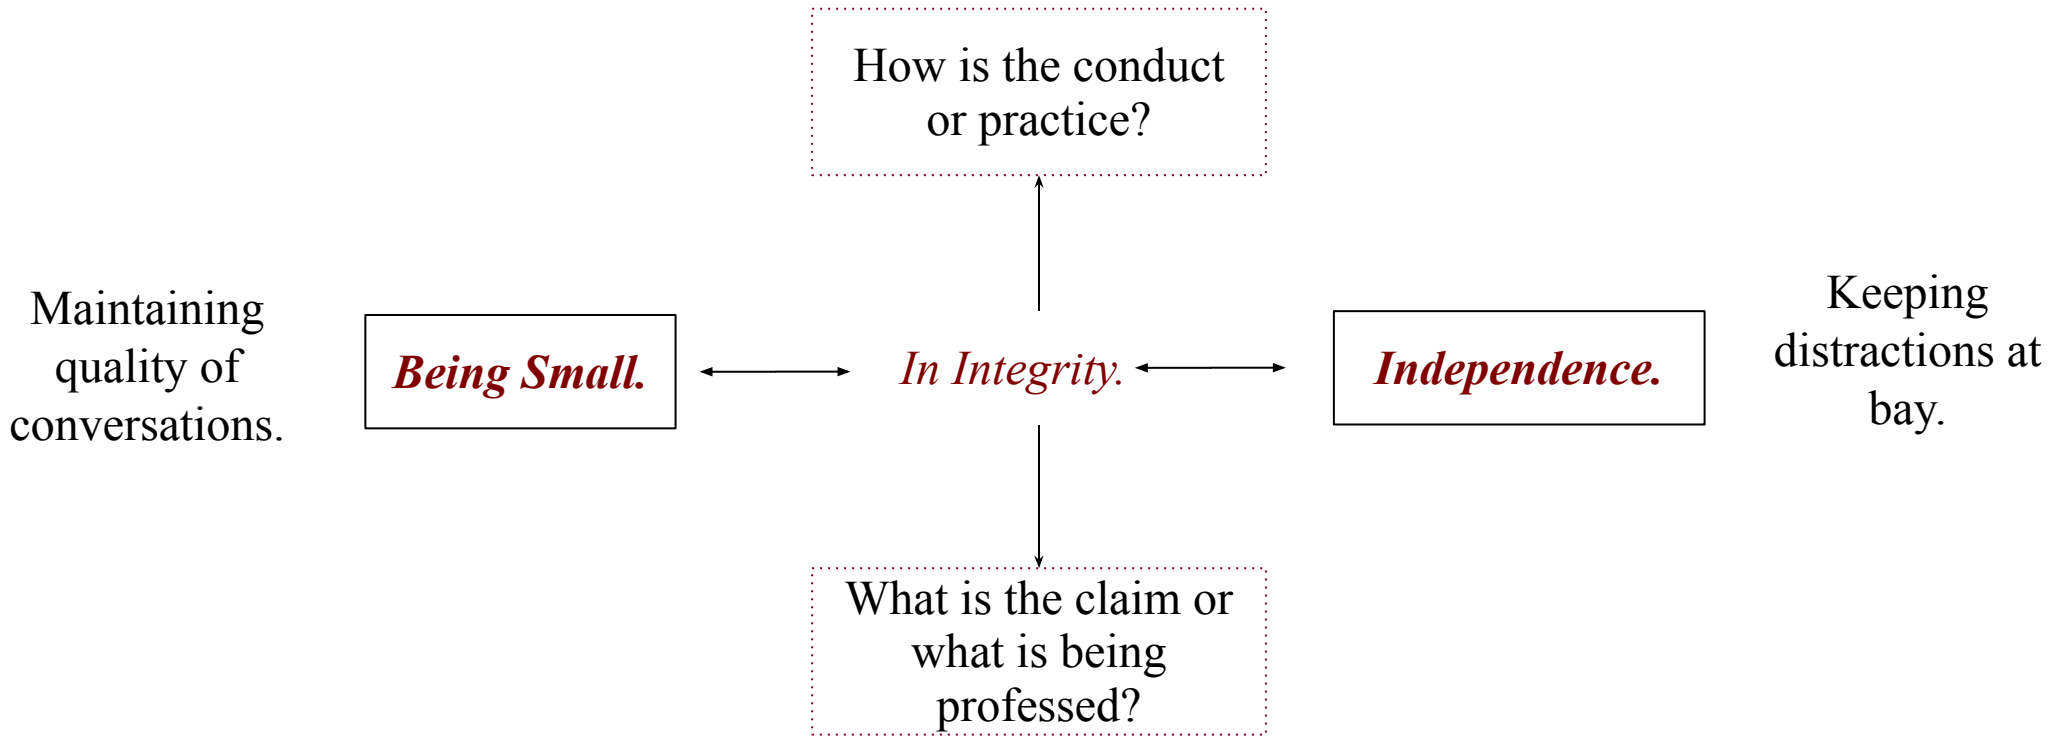 How is the conduct
or practice?
Maintaining
quality of
conversations.
Being Small.
In Integrity.
Independence.
Keeping
distractions at
bay.
What is the claim or
what is being
professed?